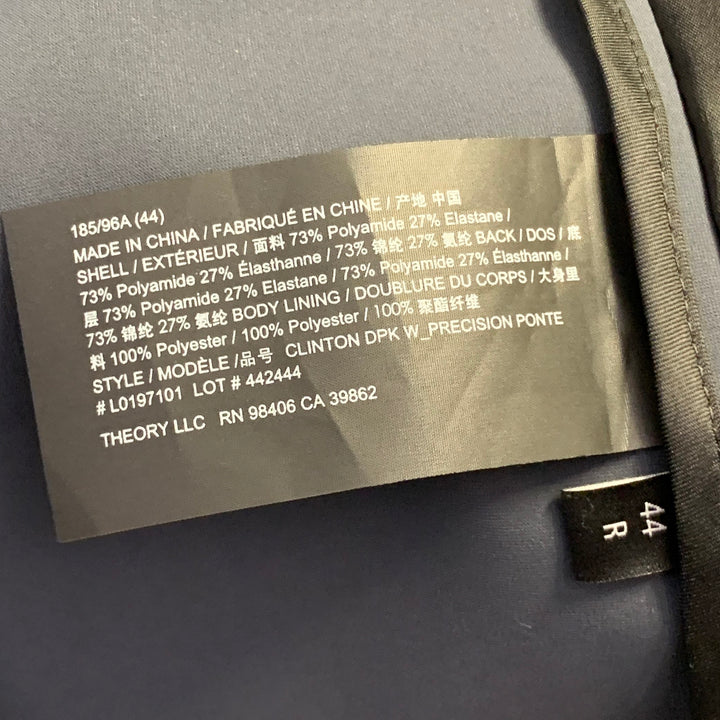 185/96A (44)
MADE IN CHINA / FABRIQUÉ EN CHINE / 产地 中国
SHELL / EXTÉRIEUR / 面料 73% Polyamide 27% Elastane /
73% Polyamide 27% Élasthanne / 73% 锦纶 27% 氨纶 BACK / DOS / 底
层 73% Polyamide 27% Elastane / 73% Polyamide 27% Élasthanne /
73% 锦纶 27% 氨纶 BODY LINING / DOUBLURE DU CORPS / 大身里
料 100% Polyester / 100% Polyester / 100% 聚酯纤维
STYLE / MODÈLE /品号 CLINTON DPK W_PRECISION PONTE
# L0197101 LOT # 442444
THEORY LLC RN 98406 CA 39862
44
R